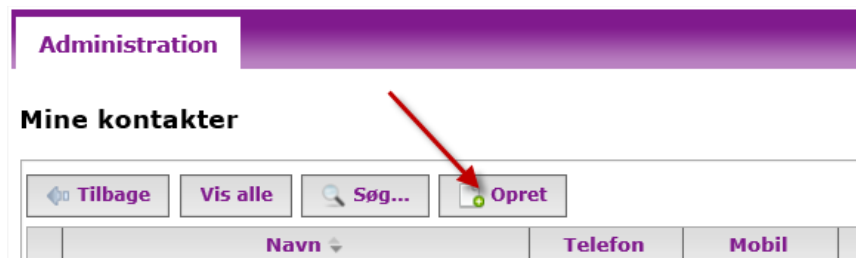 Administration
Mine kontakter
Tilbage Vis alle Søg... Opret
Navn Telefon Mobil